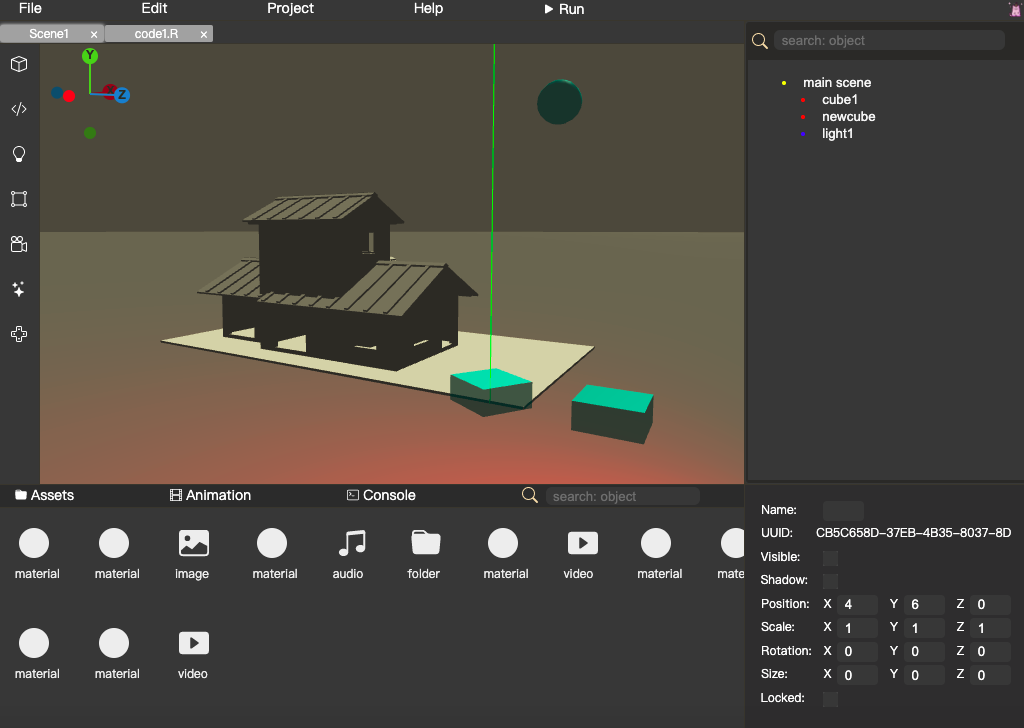 File Edit Project Help Run
Scene1 × code1.R ×
search: object
Y
Z
main scene
cube1
newcube
light1
Assets Animation Console search: object
material material image material audio folder material video material mate
material material video
Name:
UUID: CB5C658D-37EB-4B35-8037-8D
Visible:
Shadow:
Position: X 4 Y 6 Z 0
Scale: X 1 Y 1 Z 1
Rotation: X 0 Y 0 Z 0
Size: X 0 Y 0 Z 0
Locked: